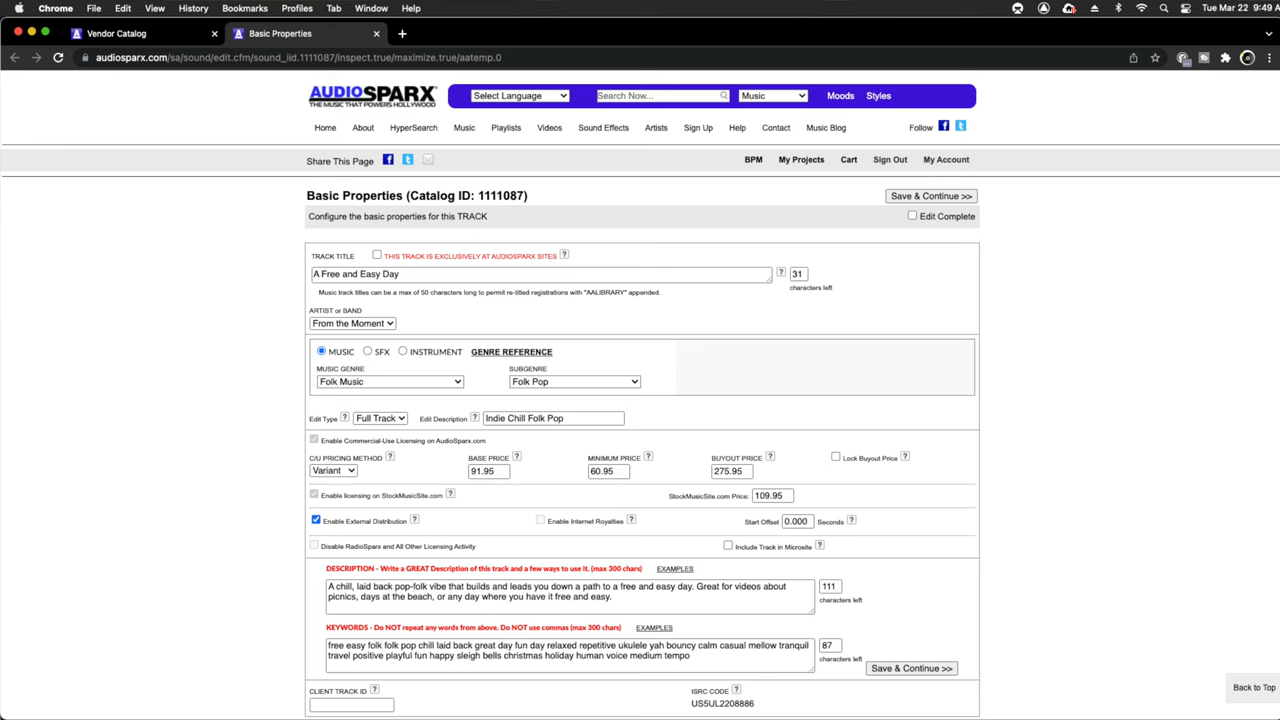 Chrome File Edit View History Bookmarks Profiles Tab Window Help Tue Mar 22 9:49 A
Vendor Catalog Basic Properties
audiosparx.com/sa/sound/edit.cfm/sound_iid.1111087/inspect.true/maximize.true/aatemp.0
AUDIOSPARX Select Language Search Now... Music Moods Styles
THE MUSIC THAT POWERS HOLLYWOOD
Home About HyperSearch Music Playlists Videos Sound Effects Artists Sign Up Help Contact Music Blog Follow
Share This Page BPM My Projects Cart Sign Out My Account
Basic Properties (Catalog ID: 1111087) Save & Continue >>
Configure the basic properties for this TRACK Edit Complete
TRACK TITLE THIS TRACK IS EXCLUSIVELY AT AUDIOSPARX SITES ?
A Free and Easy Day ? 31
characters left
Music track titles can be a max of 50 characters long to permit re-titled registrations with "AALIBRARY" appended.
ARTIST or BAND
From the Moment
MUSIC SFX INSTRUMENT GENRE REFERENCE
MUSIC GENRE SUBGENRE
Folk Music Folk Pop
Edit Type ? Full Track Edit Description ? Indie Chill Folk Pop
Enable Commercial-Use Licensing on AudioSparx.com
C/U PRICING METHOD ? BASE PRICE ? MINIMUM PRICE ? BUYOUT PRICE ? Lock Buyout Price ?
Variant 91.95 60.95 275.95
Enable licensing on StockMusicSite.com ? StockMusicSite.com Price: 109.95
Enable External Distribution ? Enable Internet Royalties ? Start Offset 0.000 Seconds ?
Disable RadioSparx and All Other Licensing Activity Include Track in Microsite ?
DESCRIPTION - Write a GREAT Description of this track and a few ways to use it. (max 300 chars) EXAMPLES
A chill, laid back pop-folk vibe that builds and leads you down a path to a free and easy day. Great for videos about 111
picnics, days at the beach, or any day where you have it free and easy. characters left
KEYWORDS - Do NOT repeat any words from above. Do NOT use commas (max 300 chars) EXAMPLES
free easy folk folk pop chill laid back great day fun day relaxed repetitive ukulele yah bouncy calm casual mellow tranquil 87
travel positive playful fun happy sleigh bells christmas holiday human voice medium tempo characters left
Save & Continue >>
CLIENT TRACK ID ? ISRC CODE ?
US5UL2208886
Back to Top